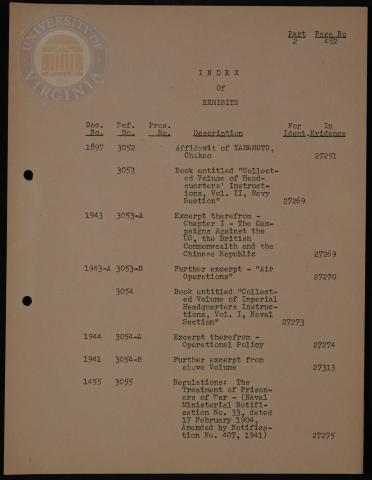 UNIVERSITY OF VIRGINIA
Part Page No
2 452
I N D E X
Of
EXHIBITS
Doc. Def. Pros. For In
No. No. No. Description Ident. Evidence
1897 3052 Affidavit of YAMAMOTO,
Chikao 27251
3053 Book entitled "Collect-
ed Volume of Head-
quarters' Instruct-
ions, Vol. II, Navy
Section" 27269
1943 3053-A Excerpt therefrom -
Chapter I - The Cam-
paigns Against the
US, the British
Commonwealth and the
Chinese Republic 27269
1943-A 3053-B Further excerpt - "Air
Operations" 27270
3054 Book entitled "Collect-
ed Volume of Imperial
Headquarters Instruc-
tions, Vol. I, Naval
Section" 27273
1944 3054-A Excerpt therefrom -
Operational Policy 27274
1941 3054-B Further excerpt from
above Volume 27313
1455 3055 Regulations: The
Treatment of Prison-
ers of War - (Naval
Ministerial Notifi-
cation No. 33, dated
17 February 1904,
Amended by Notifica-
tion No. 407, 1941) 27275